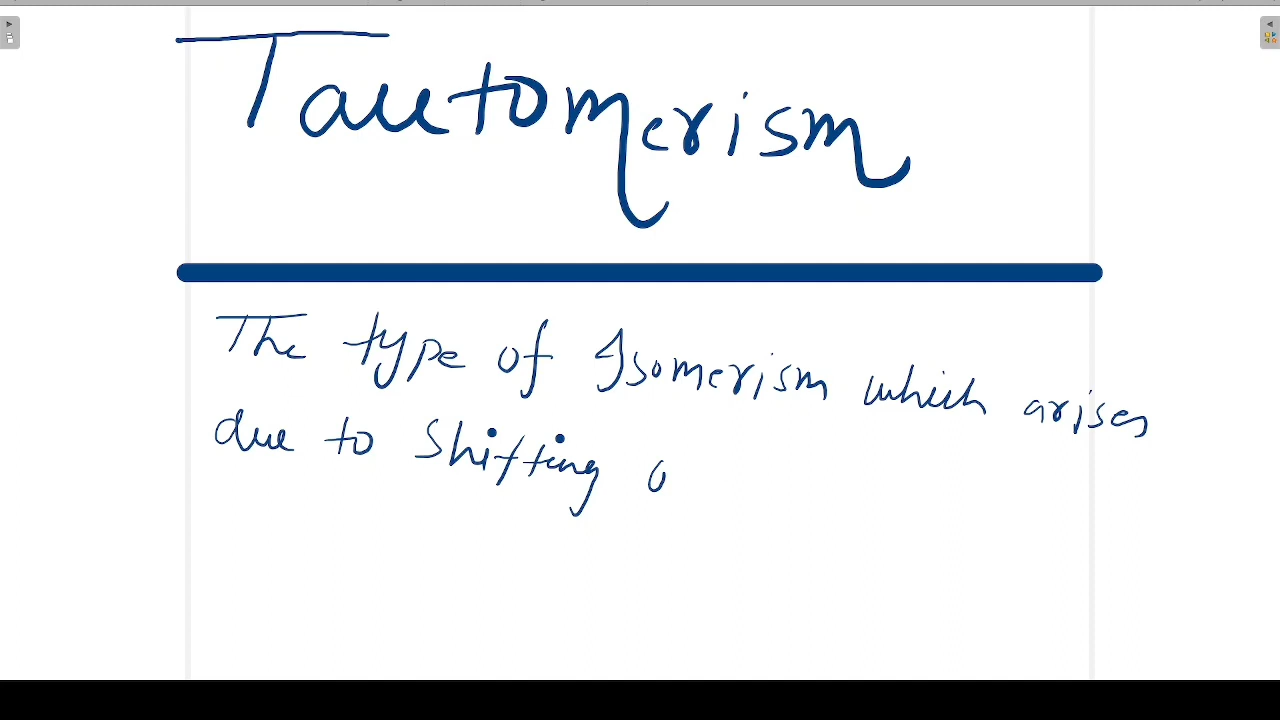 Tautomerism
The type of Isomerism which arises
due to shifting o